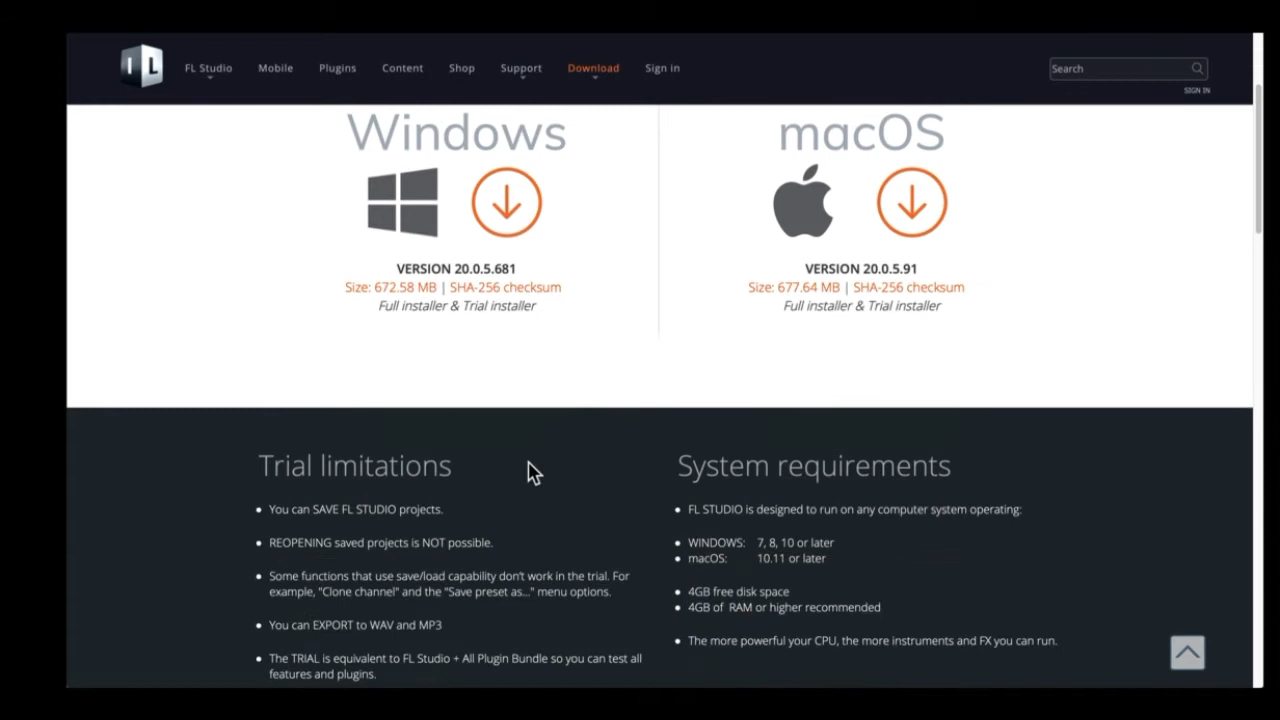 IL
FL Studio Mobile Plugins Content Shop Support Download Sign in
Search
SIGN IN
Windows
VERSION 20.0.5.681
Size: 672.58 MB | SHA-256 checksum
Full installer & Trial installer
macOS
VERSION 20.0.5.91
Size: 677.64 MB | SHA-256 checksum
Full installer & Trial installer
Trial limitations
• You can SAVE FL STUDIO projects.
• REOPENING saved projects is NOT possible.
• Some functions that use save/load capability don't work in the trial. For
example, "Clone channel" and the "Save preset as..." menu options.
• You can EXPORT to WAV and MP3
• The TRIAL is equivalent to FL Studio + All Plugin Bundle so you can test all
features and plugins.
System requirements
• FL STUDIO is designed to run on any computer system operating:
• WINDOWS: 7, 8, 10 or later
• macOS: 10.11 or later
• 4GB free disk space
• 4GB of RAM or higher recommended
• The more powerful your CPU, the more instruments and FX you can run.